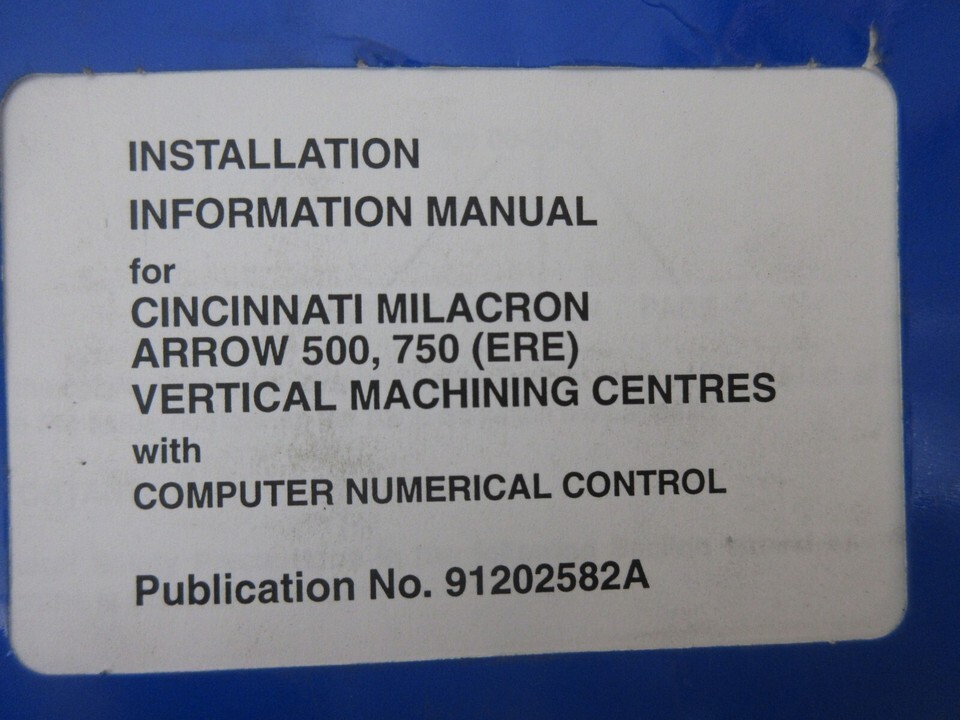 INSTALLATION
INFORMATION MANUAL
for
CINCINNATI MILACRON
ARROW 500, 750 (ERE)
VERTICAL MACHINING CENTRES
with
COMPUTER NUMERICAL CONTROL
Publication No. 91202582A